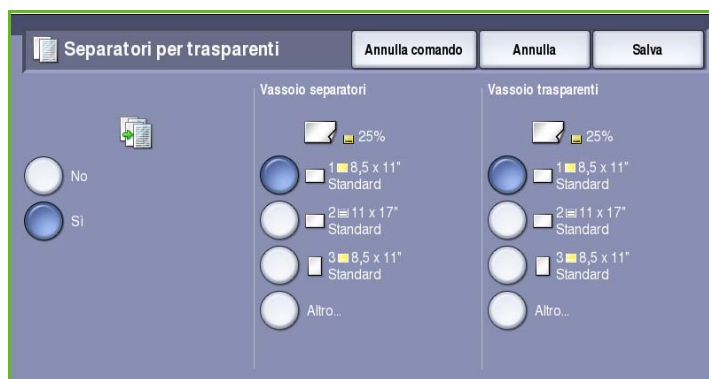 Separatori per trasparenti
Annulla comando
Annulla
Salva
No
Sì
Vassoio separatori
25%
1 8,5 x 11"
Standard
2 11 x 17"
Standard
3 8,5 x 11"
Standard
Altro...
Vassoio trasparenti
25%
1 8,5 x 11"
Standard
2 11 x 17"
Standard
3 8,5 x 11"
Standard
Altro...